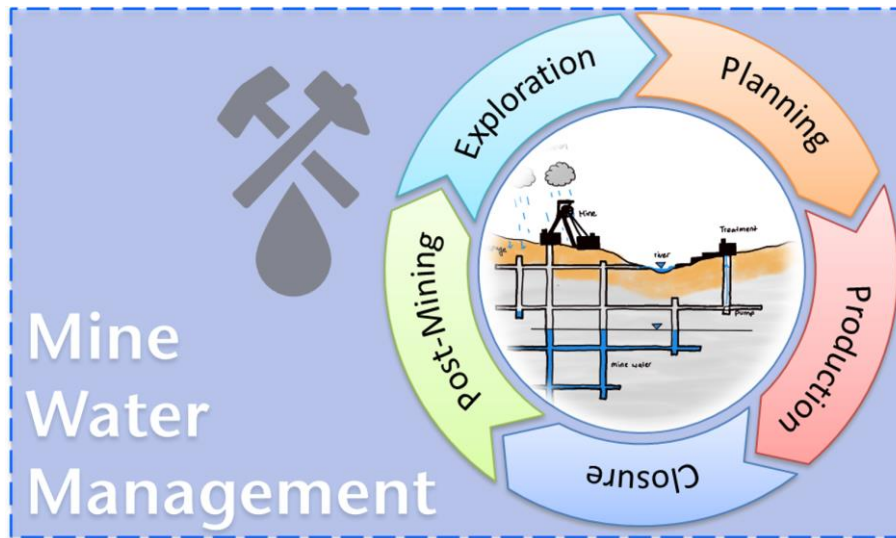 Mine
Water
Management
Exploration
Planning
Production
Closure
Post-Mining
Mine
Treatment
river
pump
mine water